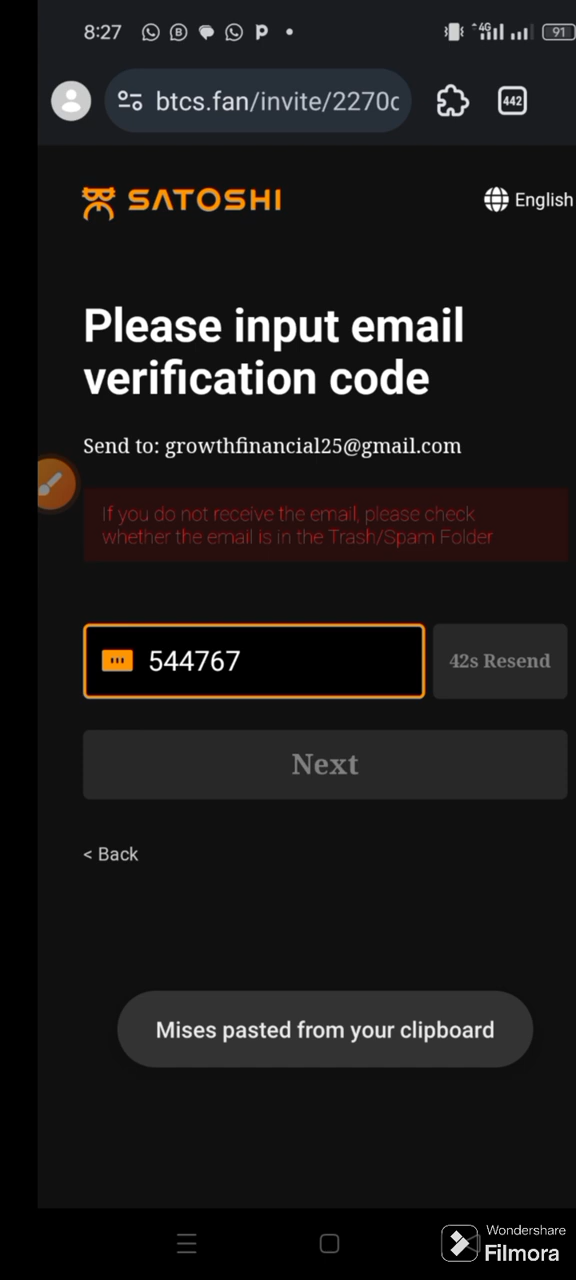 8:27
4G
91
btcs.fan/invite/2270c
442
SATOSHI
English
Please input email
verification code
Send to: growthfinancial25@gmail.com
If you do not receive the email, please check
whether the email is in the Trash/Spam Folder
544767
42s Resend
Next
< Back
Mises pasted from your clipboard
Wondershare
Filmora